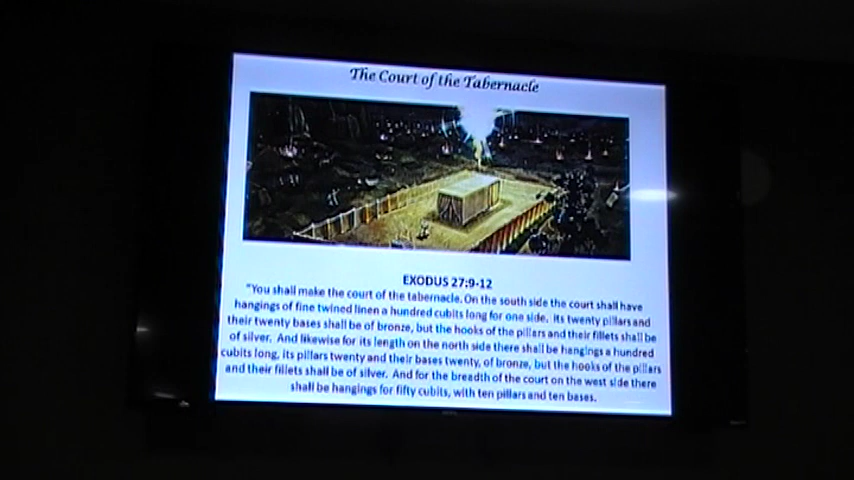 The Court of the Tabernacle
EXODUS 27:9-12
"You shall make the court of the tabernacle. On the south side the court shall have
hangings of fine twined linen a hundred cubits long for one side. Its twenty pillars and
their twenty bases shall be of bronze, but the hooks of the pillars and their fillets shall be
of silver. And likewise for its length on the north side there shall be hangings a hundred
cubits long, its pillars twenty and their bases twenty, of bronze, but the hooks of the pillars
and their fillets shall be of silver. And for the breadth of the court on the west side there
shall be hangings for fifty cubits, with ten pillars and ten bases.